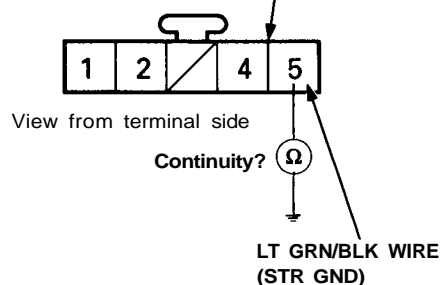 1 2 4 5
View from terminal side
Continuity? Ω
LT GRN/BLK WIRE
(STR GND)